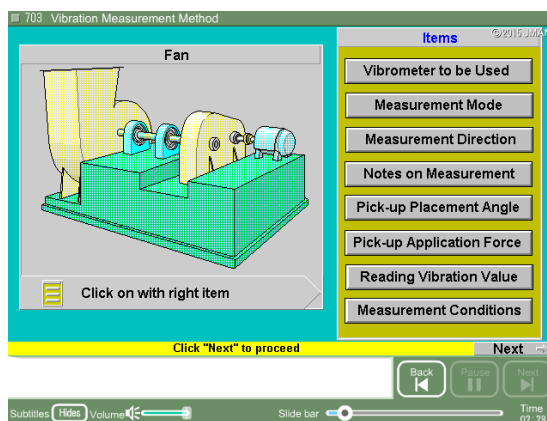 703 Vibration Measurement Method
©2015 JMA
Items
Fan
Vibrometer to be Used
Measurement Mode
Measurement Direction
Notes on Measurement
Pick-up Placement Angle
Pick-up Application Force
Reading Vibration Value
Measurement Conditions
Click on with right item
Click "Next" to proceed
Next
Back
Pause
Next
Subtitles
Hides
Volume
Slide bar
Time
02:28